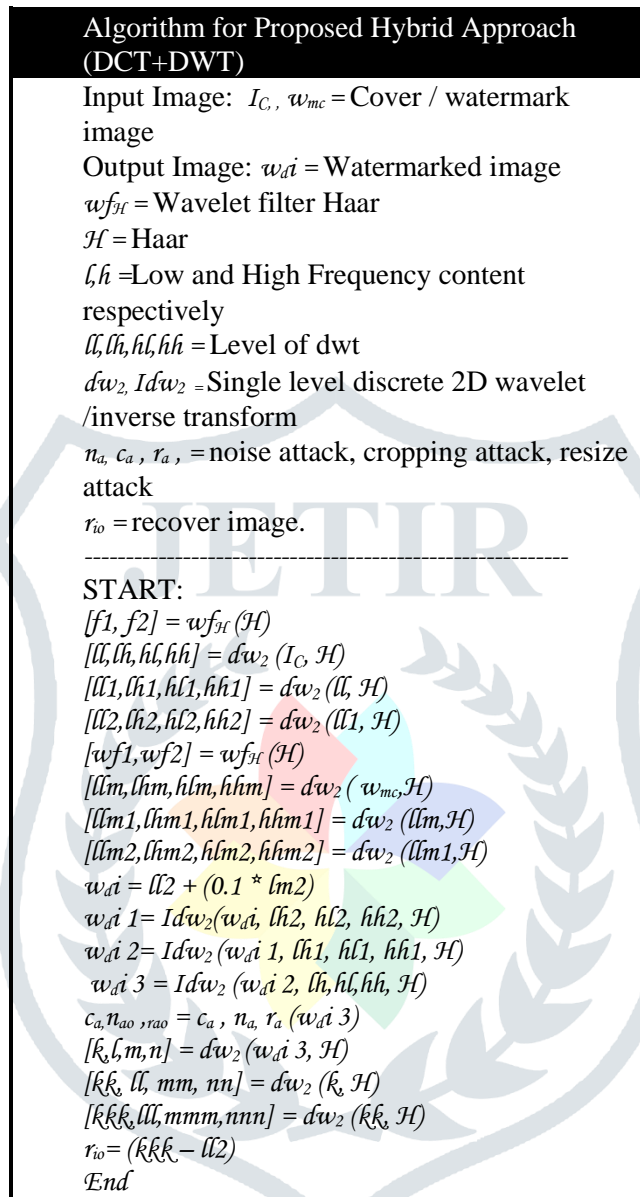 Algorithm for Proposed Hybrid Approach
(DCT+DWT)
Input Image: I_C, , w_mc = Cover / watermark
image
Output Image: w_di = Watermarked image
wf_ℋ = Wavelet filter Haar
ℋ = Haar
l,h =Low and High Frequency content
respectively
ll,lh,hl,hh = Level of dwt
dw_2, Idw_2 = Single level discrete 2D wavelet
/inverse transform
n_a, c_a , r_a , = noise attack, cropping attack, resize
attack
r_io = recover image.
-----------------------------------------------------------
JETIR
START:
[f1, f2] = wf_ℋ (ℋ)
[ll,lh,hl,hh] = dw_2 (I_C, ℋ)
[ll1,lh1,hl1,hh1] = dw_2 (ll, ℋ)
[ll2,lh2,hl2,hh2] = dw_2 (ll1, ℋ)
[wf1,wf2] = wf_ℋ (ℋ)
[llm,lhm,hlm,hhm] = dw_2 ( w_mc,ℋ)
[llm1,lhm1,hlm1,hhm1] = dw_2 (llm,ℋ)
[llm2,lhm2,hlm2,hhm2] = dw_2 (llm1,ℋ)
w_di = ll2 + (0.1 * lm2)
w_di 1= Idw_2(w_di, lh2, hl2, hh2, ℋ)
w_di 2= Idw_2 (w_di 1, lh1, hl1, hh1, ℋ)
w_di 3 = Idw_2 (w_di 2, lh,hl,hh, ℋ)
c_a,n_ao ,_rao = c_a , n_a, r_a (w_di 3)
[k,l,m,n] = dw_2 (w_di 3, ℋ)
[kk, ll, mm, nn] = dw_2 (k, ℋ)
[kkk,lll,mmm,nnn] = dw_2 (kk, ℋ)
r_io= (kkk – ll2)
End